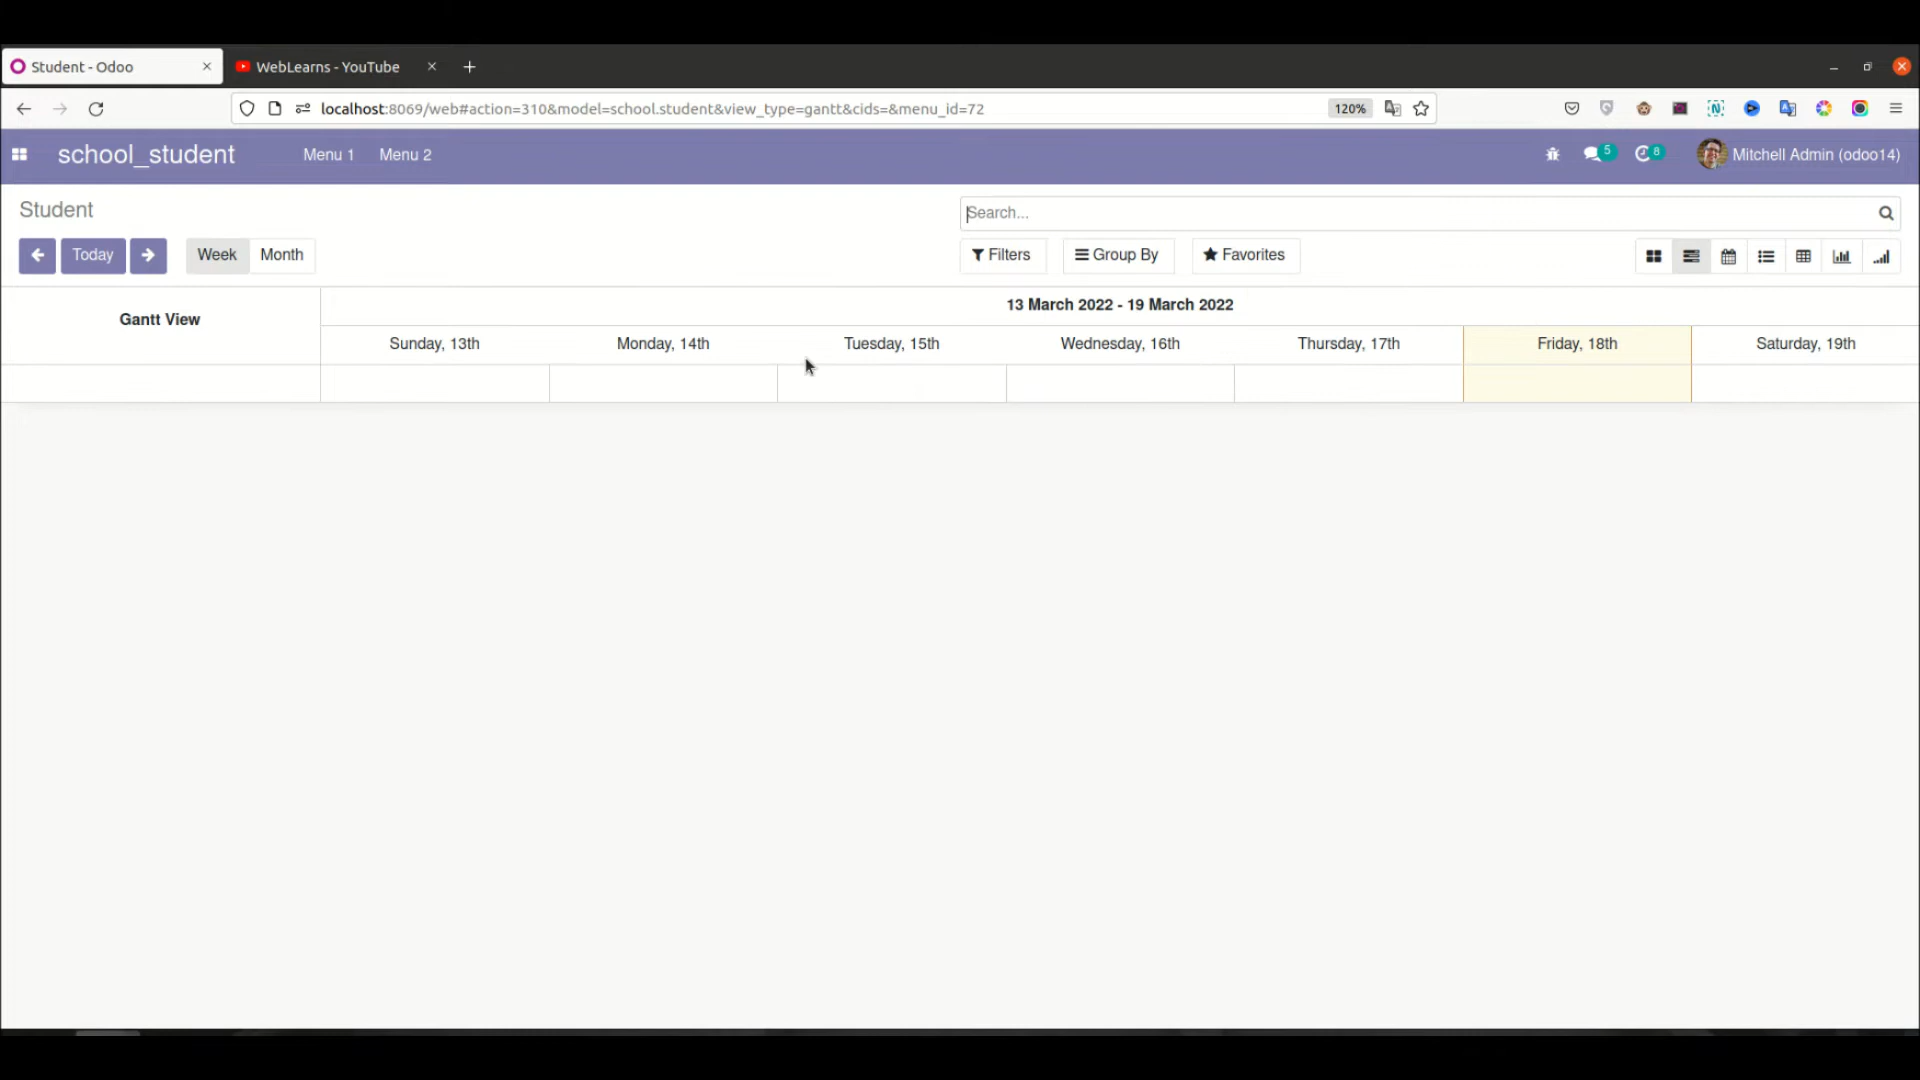 Student - Odoo
WebLearns - YouTube
localhost:8069/web#action=310&model=school.student&view_type=gantt&cids=&menu_id=72
120%
school_student
Menu 1
Menu 2
5
8
Mitchell Admin (odoo14)
Student
Search...
Today
Week
Month
Filters
Group By
Favorites
Gantt View
13 March 2022 - 19 March 2022
Sunday, 13th
Monday, 14th
Tuesday, 15th
Wednesday, 16th
Thursday, 17th
Friday, 18th
Saturday, 19th